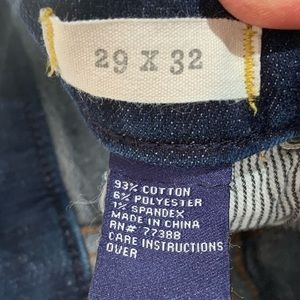 29 X 32
93% COTTON
6% POLYESTER
1% SPANDEX
MADE IN CHINA
RN# 77388
CARE INSTRUCTIONS
OVER